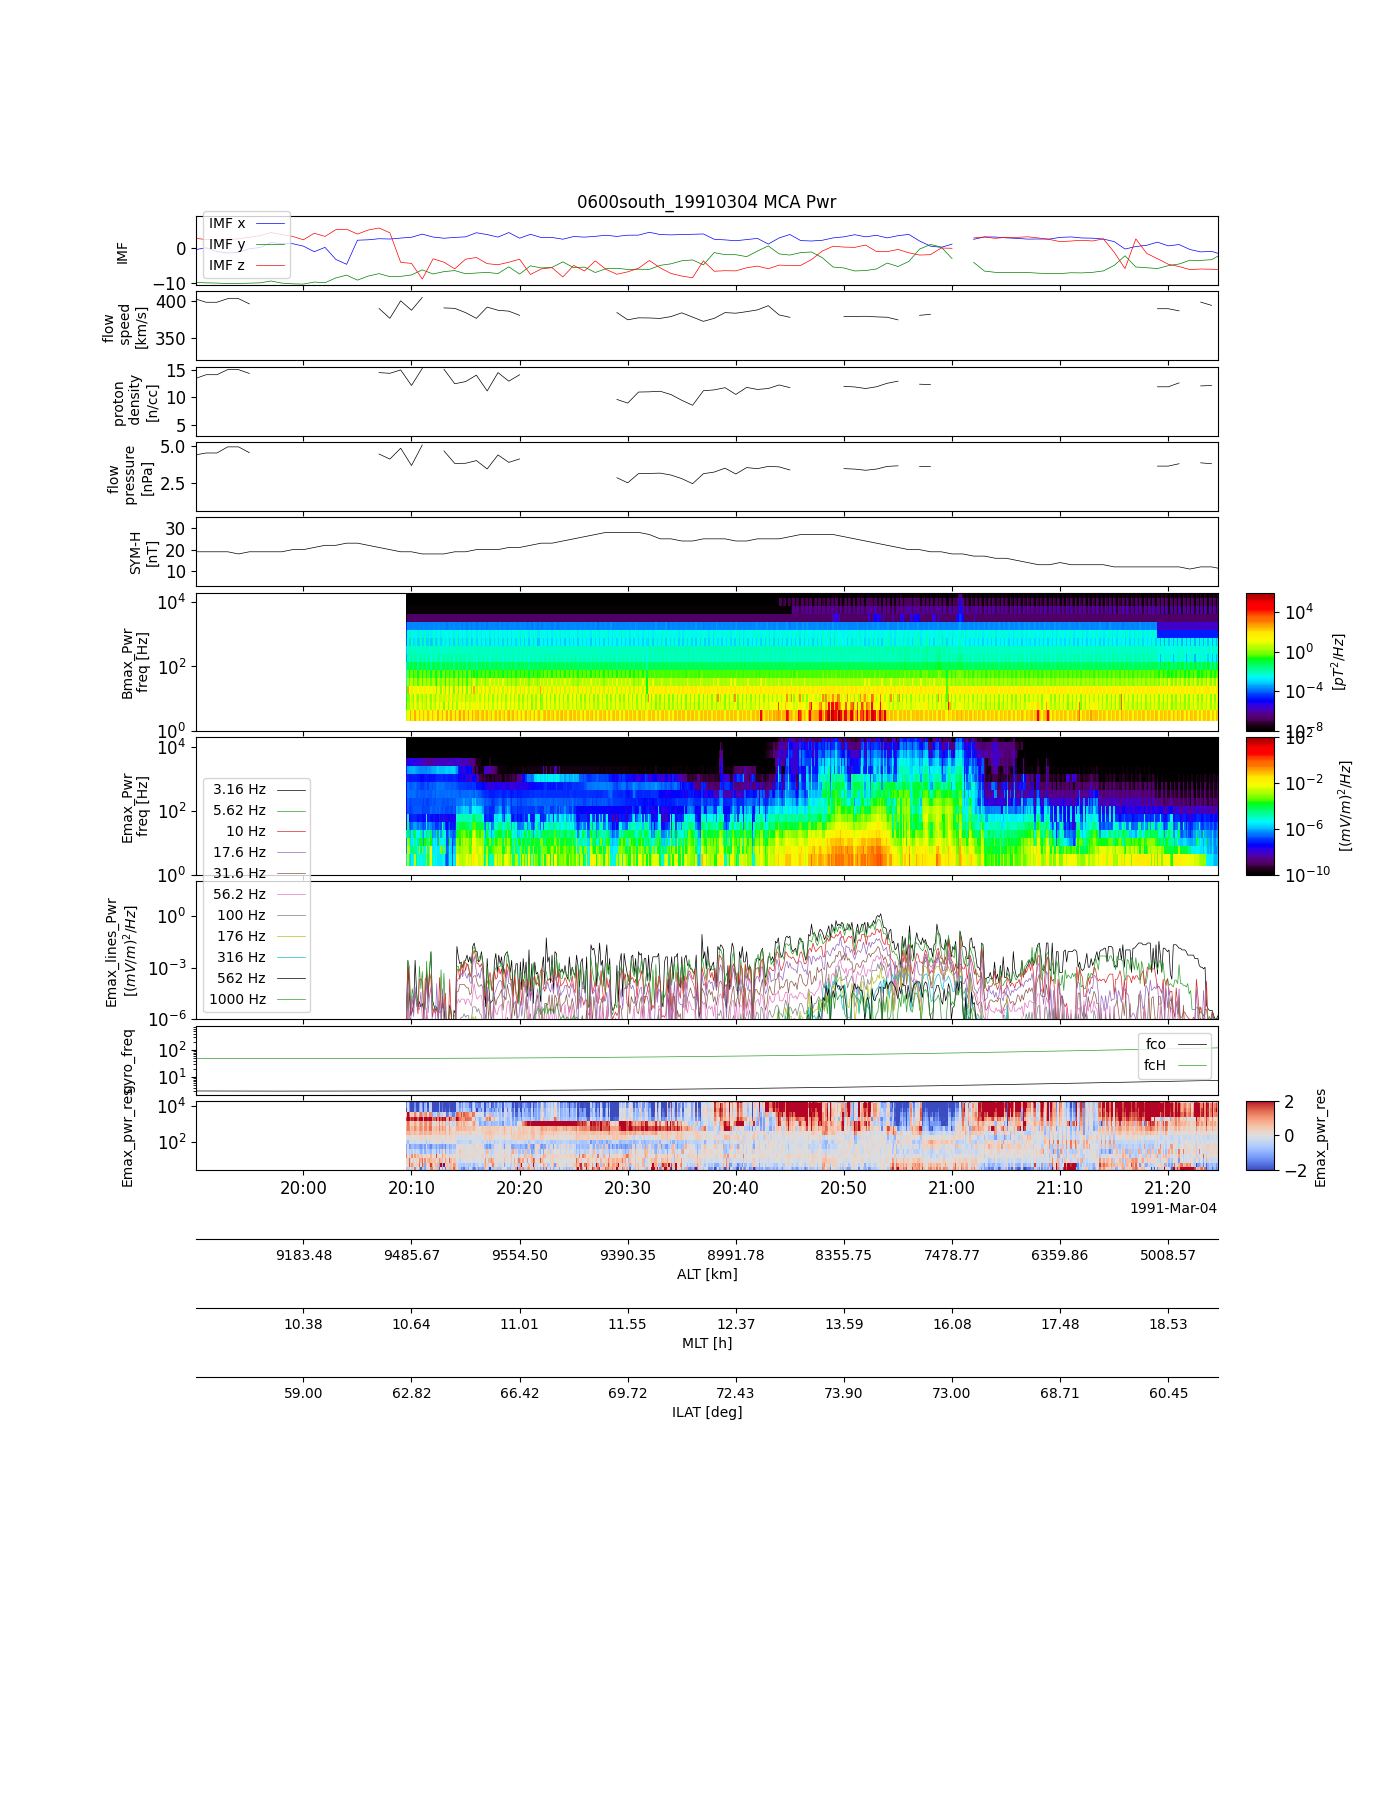 0600south_19910304 MCA Pwr
IMF
0
−10
IMF x
IMF y
IMF z
flow
speed
[km/s]
400
350
proton
density
[n/cc]
15
10
5
flow
pressure
[nPa]
5.0
2.5
SYM-H
[nT]
30
20
10
Bmax_Pwr
freq [Hz]
10^4
10^2
10^0
10^4
10^0
10^−4
10^−8
[pT^2/Hz]
Emax_Pwr
freq [Hz]
10^4
10^2
10^0
10^2
10^−2
10^−6
10^−10
[(mV/m)^2/Hz]
3.16 Hz
5.62 Hz
10 Hz
17.6 Hz
31.6 Hz
56.2 Hz
100 Hz
176 Hz
316 Hz
562 Hz
1000 Hz
Emax_lines_Pwr
[(mV/m)^2/Hz]
10^0
10^−3
10^−6
gyro_freq
10^2
10^1
fco
fcH
Emax_pwr_res
10^4
10^2
2
0
−2
Emax_pwr_res
20:00 20:10 20:20 20:30 20:40 20:50 21:00 21:10 21:20
1991-Mar-04
9183.48 9485.67 9554.50 9390.35 8991.78 8355.75 7478.77 6359.86 5008.57
ALT [km]
10.38 10.64 11.01 11.55 12.37 13.59 16.08 17.48 18.53
MLT [h]
59.00 62.82 66.42 69.72 72.43 73.90 73.00 68.71 60.45
ILAT [deg]